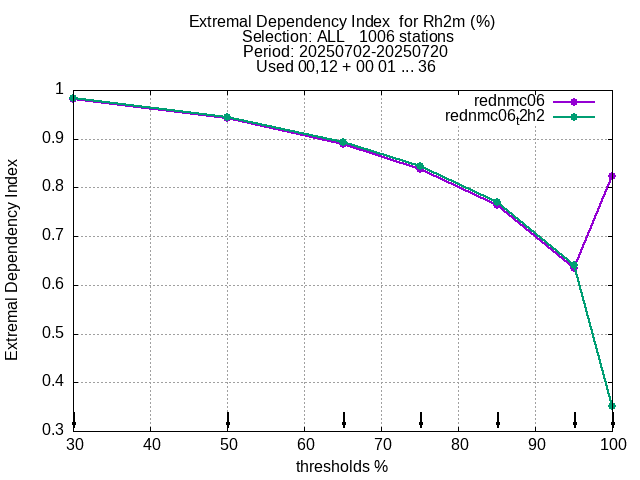 Extremal Dependency Index  for Rh2m (%)
Selection: ALL   1006 stations
Period: 20250702-20250720
Used 00,12 + 00 01 ... 36
rednmc06
rednmc06,2h2
Extremal Dependency Index
1
0.9
0.8
0.7
0.6
0.5
0.4
0.3
30 40 50 60 70 80 90 100
thresholds %